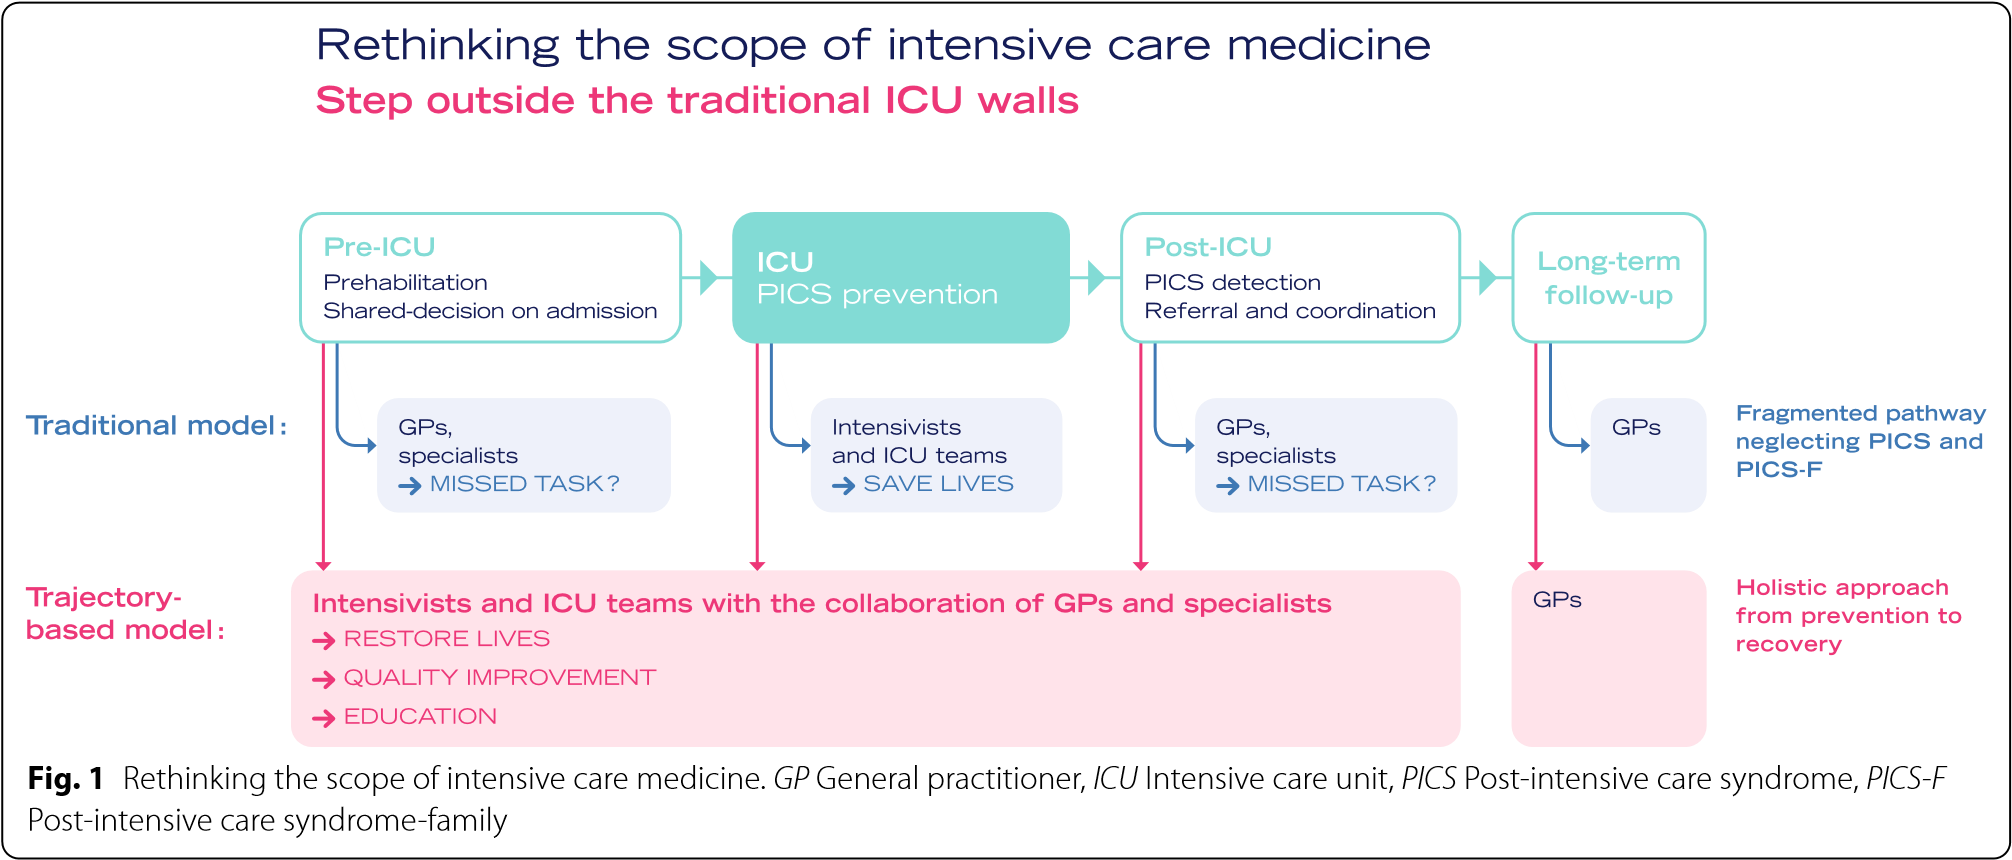 Rethinking the scope of intensive care medicine
Step outside the traditional ICU walls
Pre-ICU
Prehabilitation
Shared-decision on admission
ICU
PICS prevention
Post-ICU
PICS detection
Referral and coordination
Long-term
follow-up
Traditional model:
GPs,
specialists
→ MISSED TASK?
Intensivists
and ICU teams
→ SAVE LIVES
GPs,
specialists
→ MISSED TASK?
GPs
Fragmented pathway
neglecting PICS and
PICS-F
Trajectory-
based model:
Intensivists and ICU teams with the collaboration of GPs and specialists
→ RESTORE LIVES
→ QUALITY IMPROVEMENT
→ EDUCATION
GPs
Holistic approach
from prevention to
recovery
Fig. 1 Rethinking the scope of intensive care medicine. GP General practitioner, ICU Intensive care unit, PICS Post-intensive care syndrome, PICS-F
Post-intensive care syndrome-family